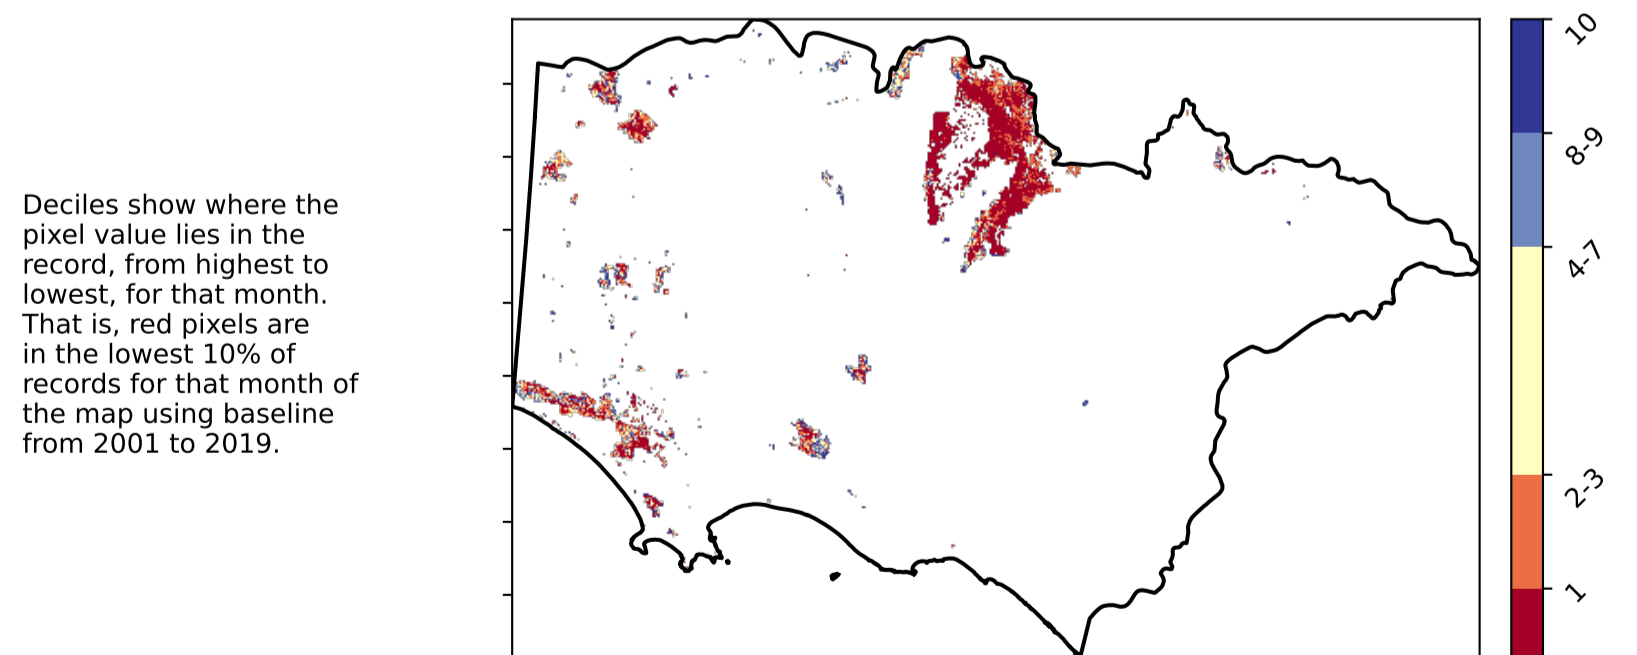 Deciles show where the
pixel value lies in the
record, from highest to
lowest, for that month.
That is, red pixels are
in the lowest 10% of
records for that month of
the map using baseline
from 2001 to 2019.
10
8-9
4-7
2-3
1